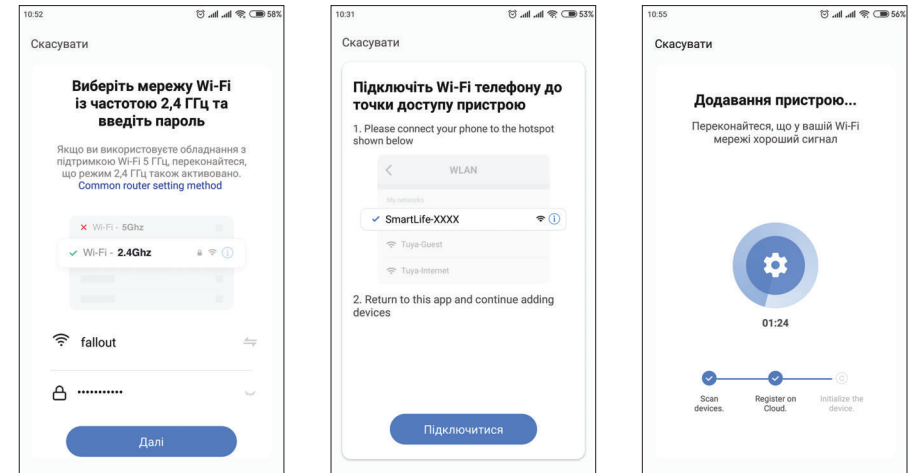 10:52
58%
Скасувати
Виберіть мережу Wi-Fi
із частотою 2,4 ГГц та
введіть пароль
Якщо ви використовуєте обладнання з
підтримкою Wi-Fi 5 ГГц, переконайтеся,
що режим 2,4 ГГц також активовано.
Common router setting method
Wi-Fi - 5Ghz
Wi-Fi - 2.4Ghz
fallout
•••••••••••
Далі
10:31
53%
Скасувати
Підключіть Wi-Fi телефону до
точки доступу пристрою
1. Please connect your phone to the hotspot
shown below
WLAN
My networks
SmartLife-XXXX
Tuya-Guest
Tuya-Internet
2. Return to this app and continue adding
devices
Підключитися
10:55
56%
Скасувати
Додавання пристрою...
Переконайтеся, що у вашій Wi-Fi
мережі хороший сигнал
01:24
Scan
devices.
Register on
Cloud.
Initialize the
device.